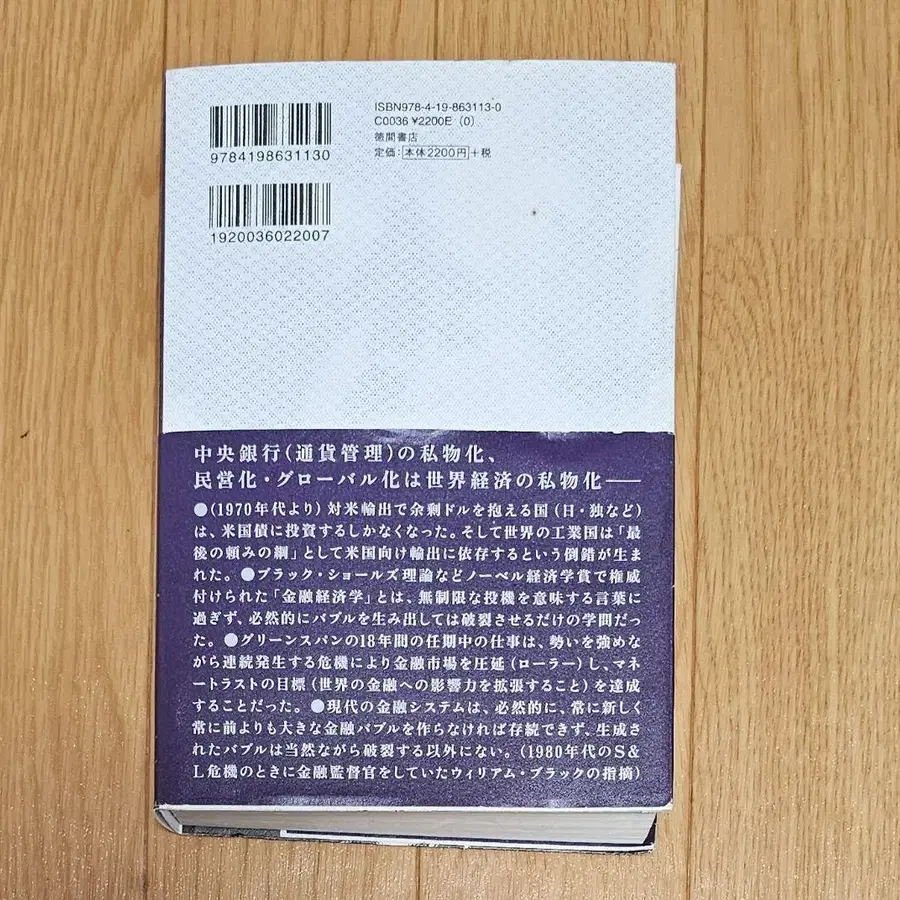 ISBN978-4-19-863113-0
C0036 ¥2200E (0)
徳間書店
定価:本体2200円+税
9784198631130
1920036022007
中央銀行(通貨管理)の私物化、
民営化・グローバル化は世界経済の私物化──
●(1970年代より)対米輸出で余剰ドルを抱える国(日・独など)
は、米国債に投資するしかなくなった。そして世界の工業国は「最
後の頼みの綱」として米国向け輸出に依存するという倒錯が生ま
れた。●ブラック・ショールズ理論などノーベル経済学賞で権威
付けられた「金融経済学」とは、無制限な投機を意味する言葉に
過ぎず、必然的にバブルを生み出しては破裂させるだけの学問だっ
た。●グリーンスパンの18年間の任期中の仕事は、勢いを強めな
がら連続発生する危機により金融市場を圧延(ローラー)し、マネ
ートラストの目標(世界の金融への影響力を拡張すること)を達成
することだった。●現代の金融システムは、必然的に、常に新しく
常に前よりも大きな金融バブルを作らなければ存続できず、生成さ
れたバブルは当然ながら破裂する以外にない。(1980年代のS&
L危機のときに金融監督官をしていたウィリアム・ブラックの指摘)